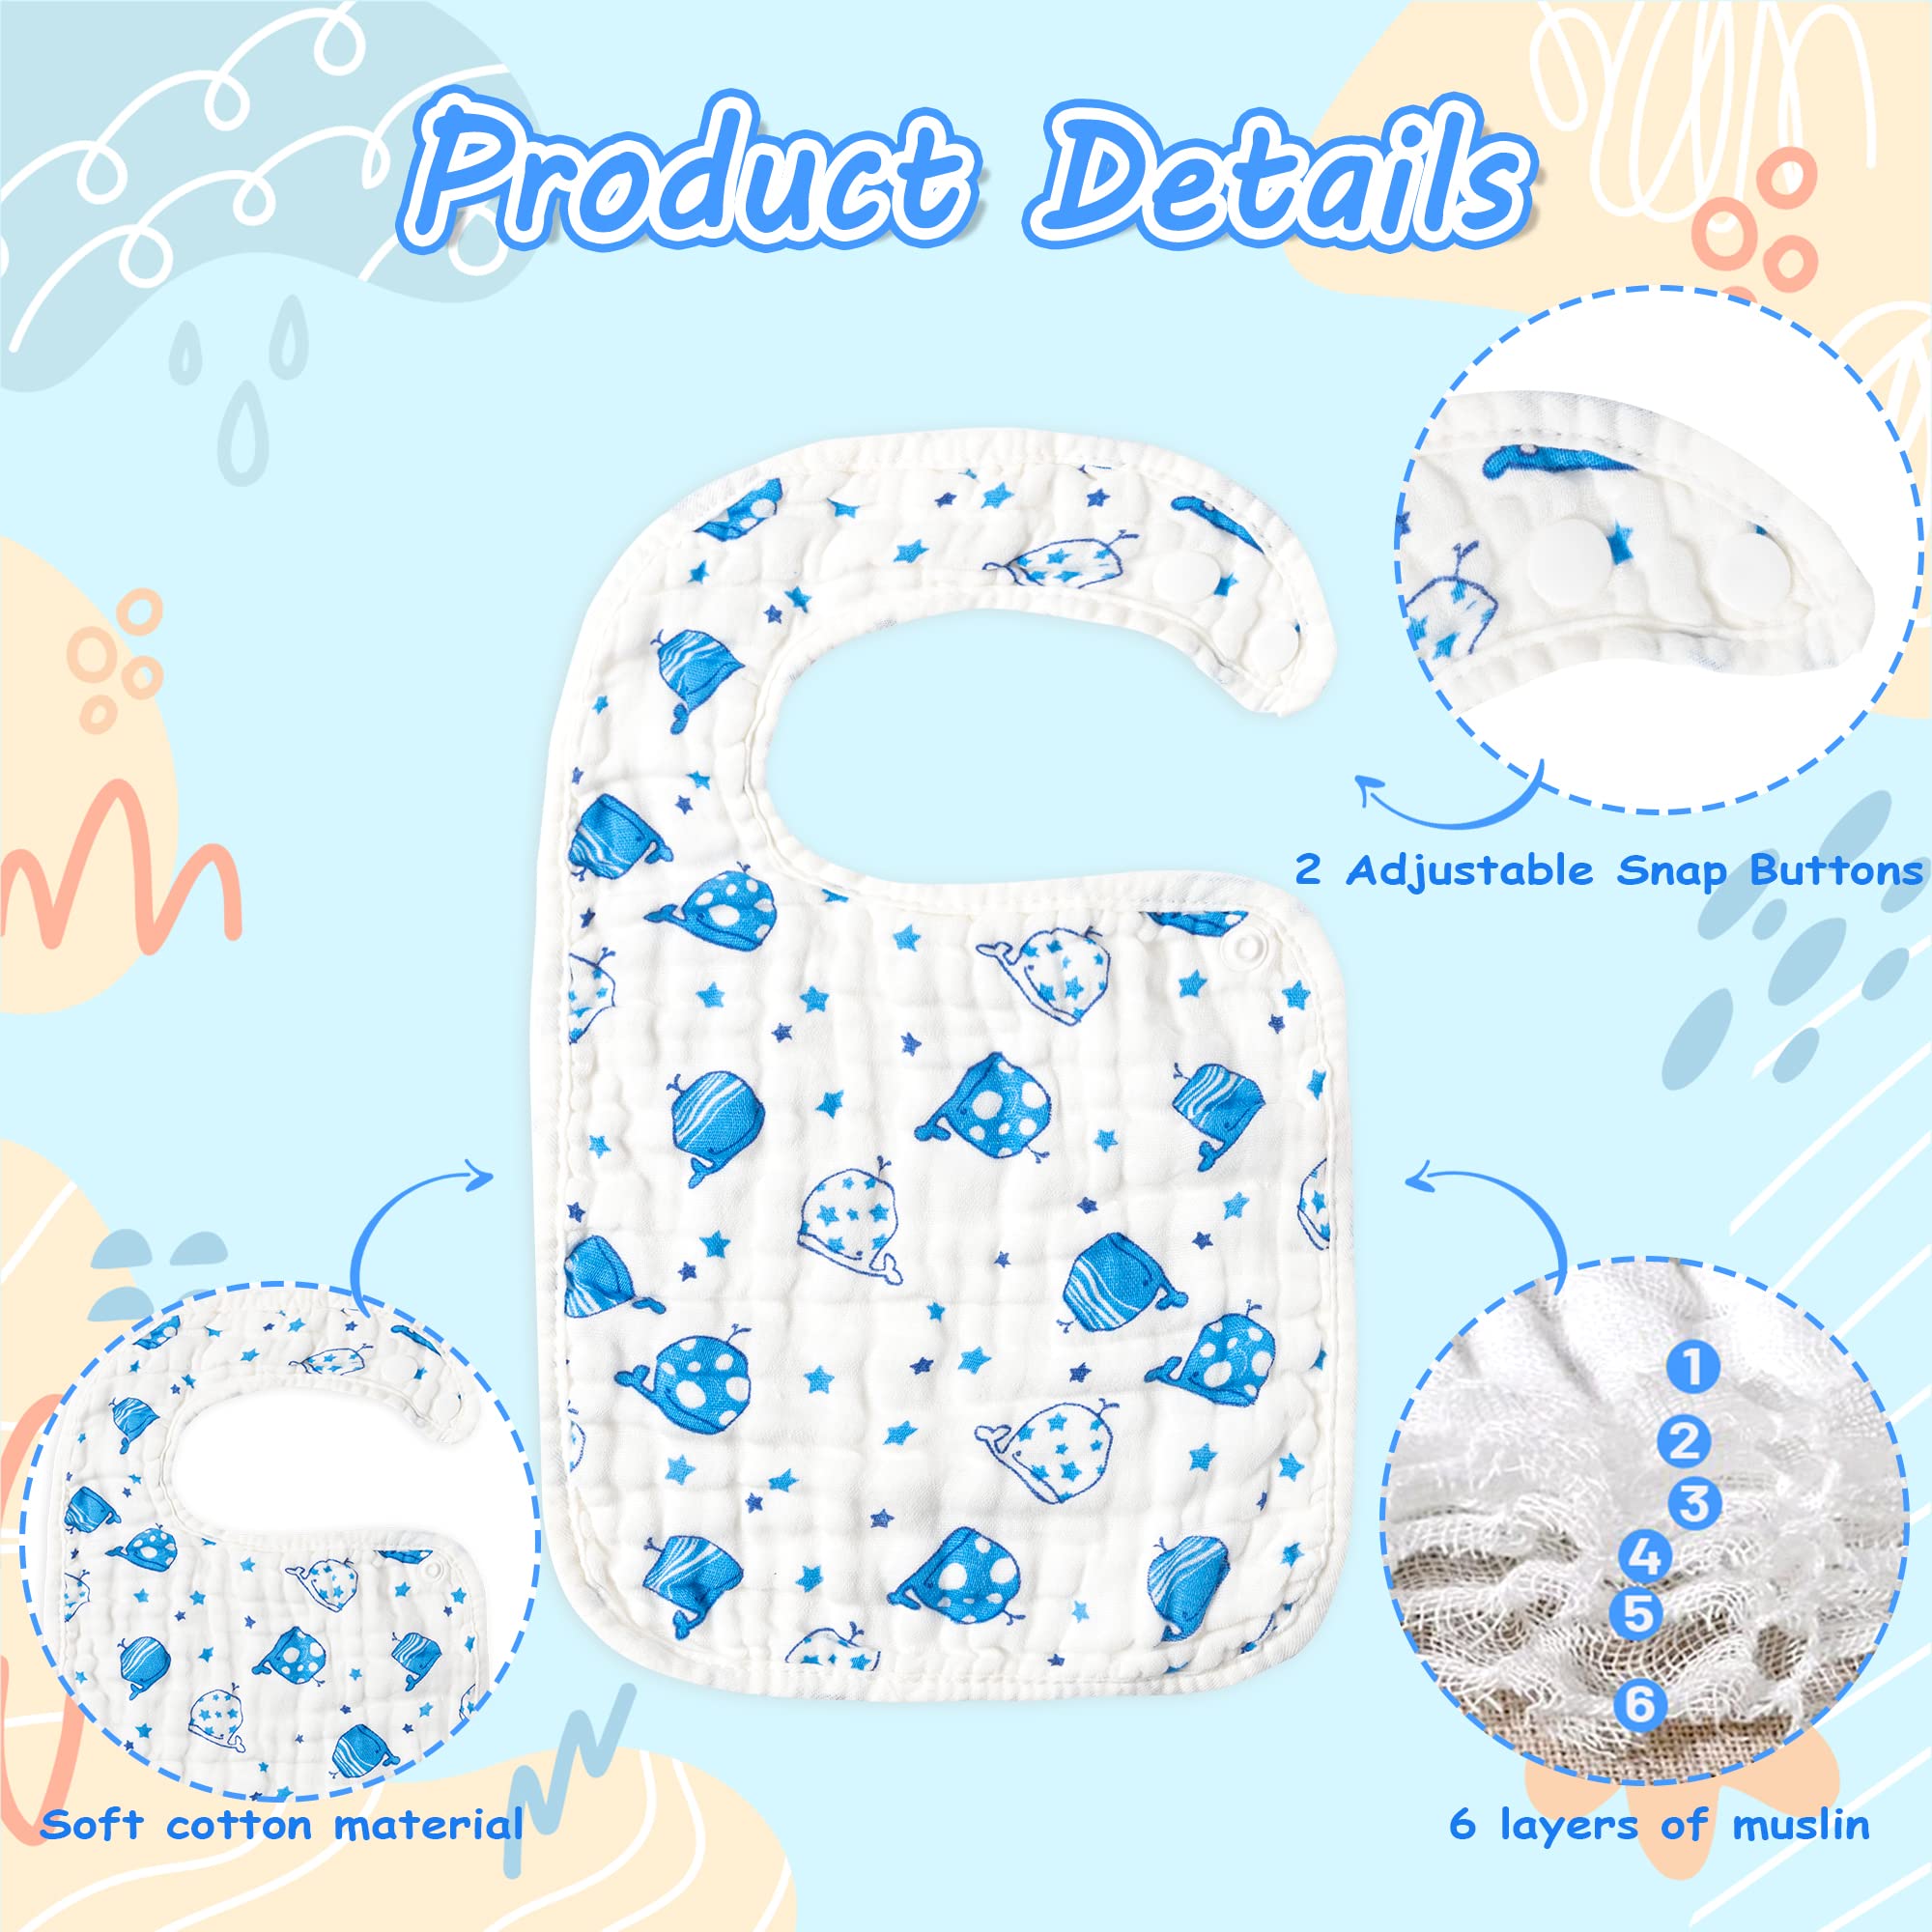 Product Details
2 Adjustable Snap Buttons
1
2
3
4
5
6
Soft cotton material
6 layers of muslin